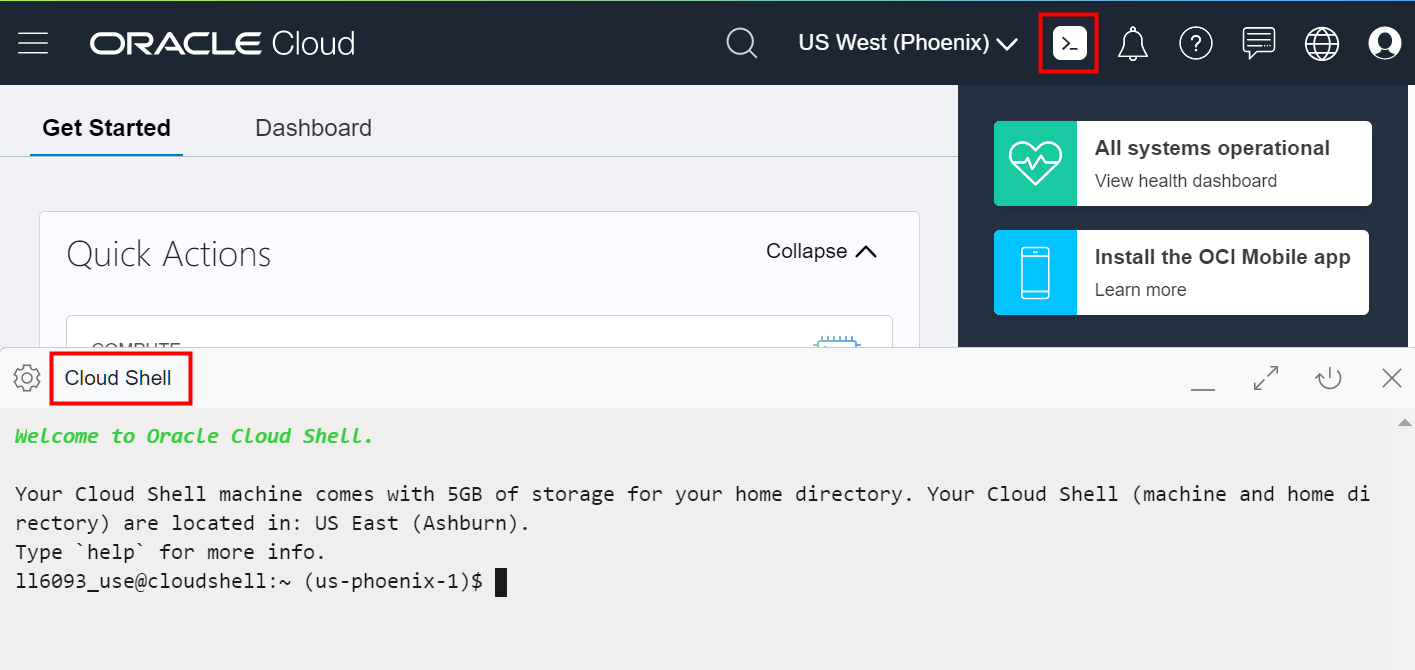 ORACLE Cloud
US West (Phoenix)
Get Started
Dashboard
All systems operational
View health dashboard
Quick Actions
Collapse
Install the OCI Mobile app
Learn more
COMPUTE
Cloud Shell
Welcome to Oracle Cloud Shell.
Your Cloud Shell machine comes with 5GB of storage for your home directory. Your Cloud Shell (machine and home di
rectory) are located in: US East (Ashburn).
Type `help` for more info.
ll6093_use@cloudshell:~ (us-phoenix-1)$